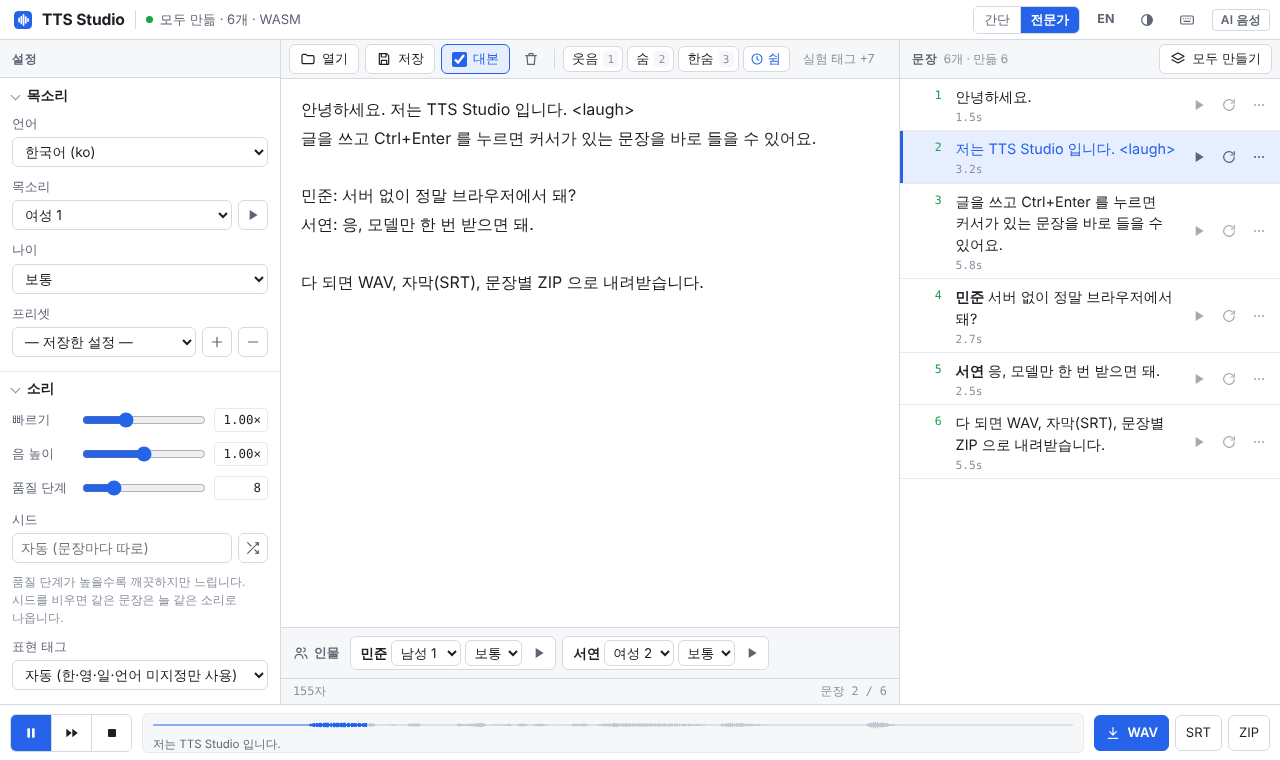 TTS Studio
모두 만듦 · 6개 · WASM
간단
전문가
EN
AI 음성
설정
목소리
언어
한국어 (ko)
목소리
여성 1
나이
보통
프리셋
— 저장한 설정 —
소리
빠르기
1.00×
음 높이
1.00×
품질 단계
8
시드
자동 (문장마다 따로)
품질 단계가 높을수록 깨끗하지만 느립니다.
시드를 비우면 같은 문장은 늘 같은 소리로
나옵니다.
표현 태그
자동 (한·영·일·언어 미지정만 사용)
열기
저장
대본
웃음 1
숨 2
한숨 3
쉼
실험 태그 +7
안녕하세요. 저는 TTS Studio 입니다. <laugh>
글을 쓰고 Ctrl+Enter 를 누르면 커서가 있는 문장을 바로 들을 수 있어요.
민준: 서버 없이 정말 브라우저에서 돼?
서연: 응, 모델만 한 번 받으면 돼.
다 되면 WAV, 자막(SRT), 문장별 ZIP 으로 내려받습니다.
인물
민준
남성 1
보통
서연
여성 2
보통
155자
문장 2 / 6
문장 6개 · 만듦 6
모두 만들기
1 안녕하세요.
1.5s
2 저는 TTS Studio 입니다. <laugh>
3.2s
3 글을 쓰고 Ctrl+Enter 를 누르면
커서가 있는 문장을 바로 들을 수
있어요.
5.8s
4 민준 서버 없이 정말 브라우저에서
돼?
2.7s
5 서연 응, 모델만 한 번 받으면 돼.
2.5s
6 다 되면 WAV, 자막(SRT), 문장별
ZIP 으로 내려받습니다.
5.5s
저는 TTS Studio 입니다.
WAV
SRT
ZIP